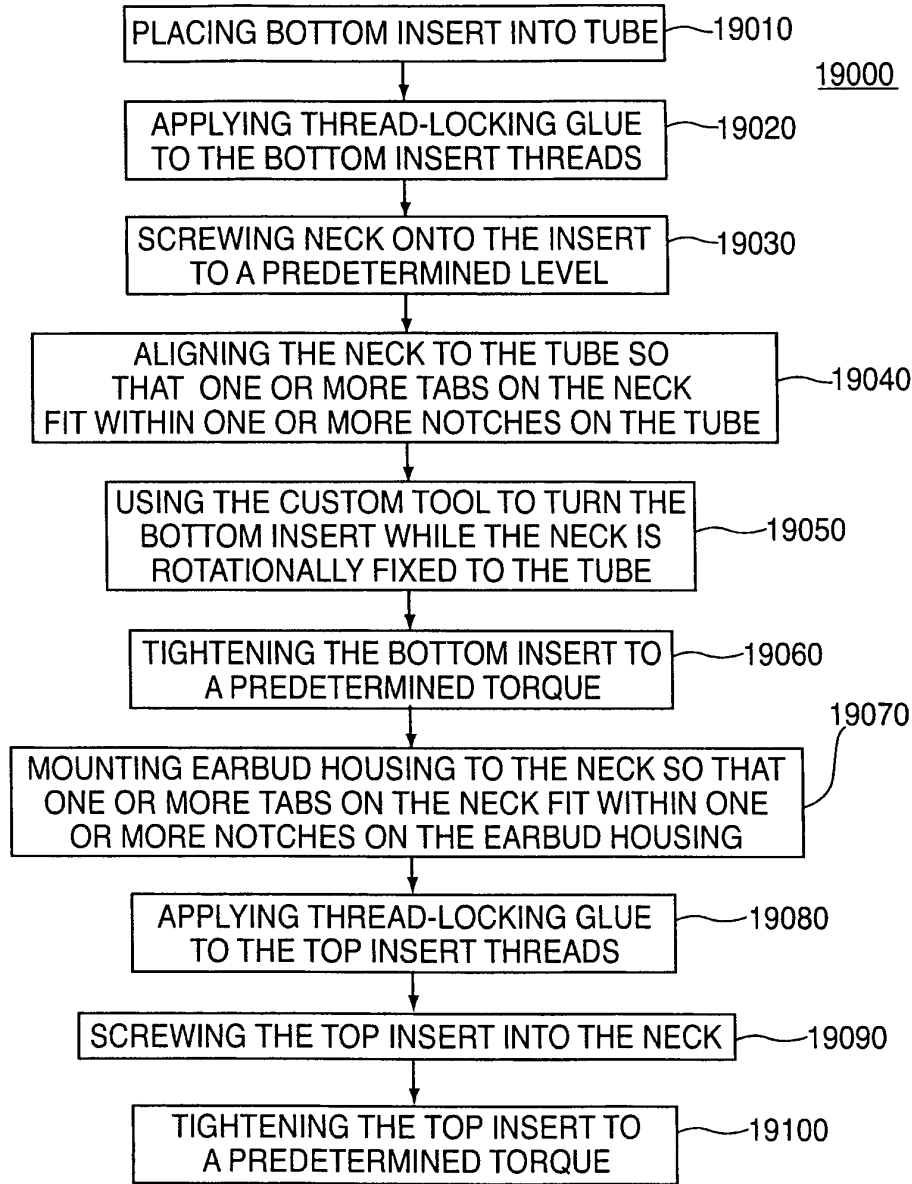 PLACING BOTTOM INSERT INTO TUBE
19010
19000
APPLYING THREAD-LOCKING GLUE
TO THE BOTTOM INSERT THREADS
19020
SCREWING NECK ONTO THE INSERT
TO A PREDETERMINED LEVEL
19030
ALIGNING THE NECK TO THE TUBE SO
THAT ONE OR MORE TABS ON THE NECK
FIT WITHIN ONE OR MORE NOTCHES ON THE TUBE
19040
USING THE CUSTOM TOOL TO TURN THE
BOTTOM INSERT WHILE THE NECK IS
ROTATIONALLY FIXED TO THE TUBE
19050
TIGHTENING THE BOTTOM INSERT TO
A PREDETERMINED TORQUE
19060
MOUNTING EARBUD HOUSING TO THE NECK SO THAT
ONE OR MORE TABS ON THE NECK FIT WITHIN ONE
OR MORE NOTCHES ON THE EARBUD HOUSING
19070
APPLYING THREAD-LOCKING GLUE
TO THE TOP INSERT THREADS
19080
SCREWING THE TOP INSERT INTO THE NECK
19090
TIGHTENING THE TOP INSERT TO
A PREDETERMINED TORQUE
19100